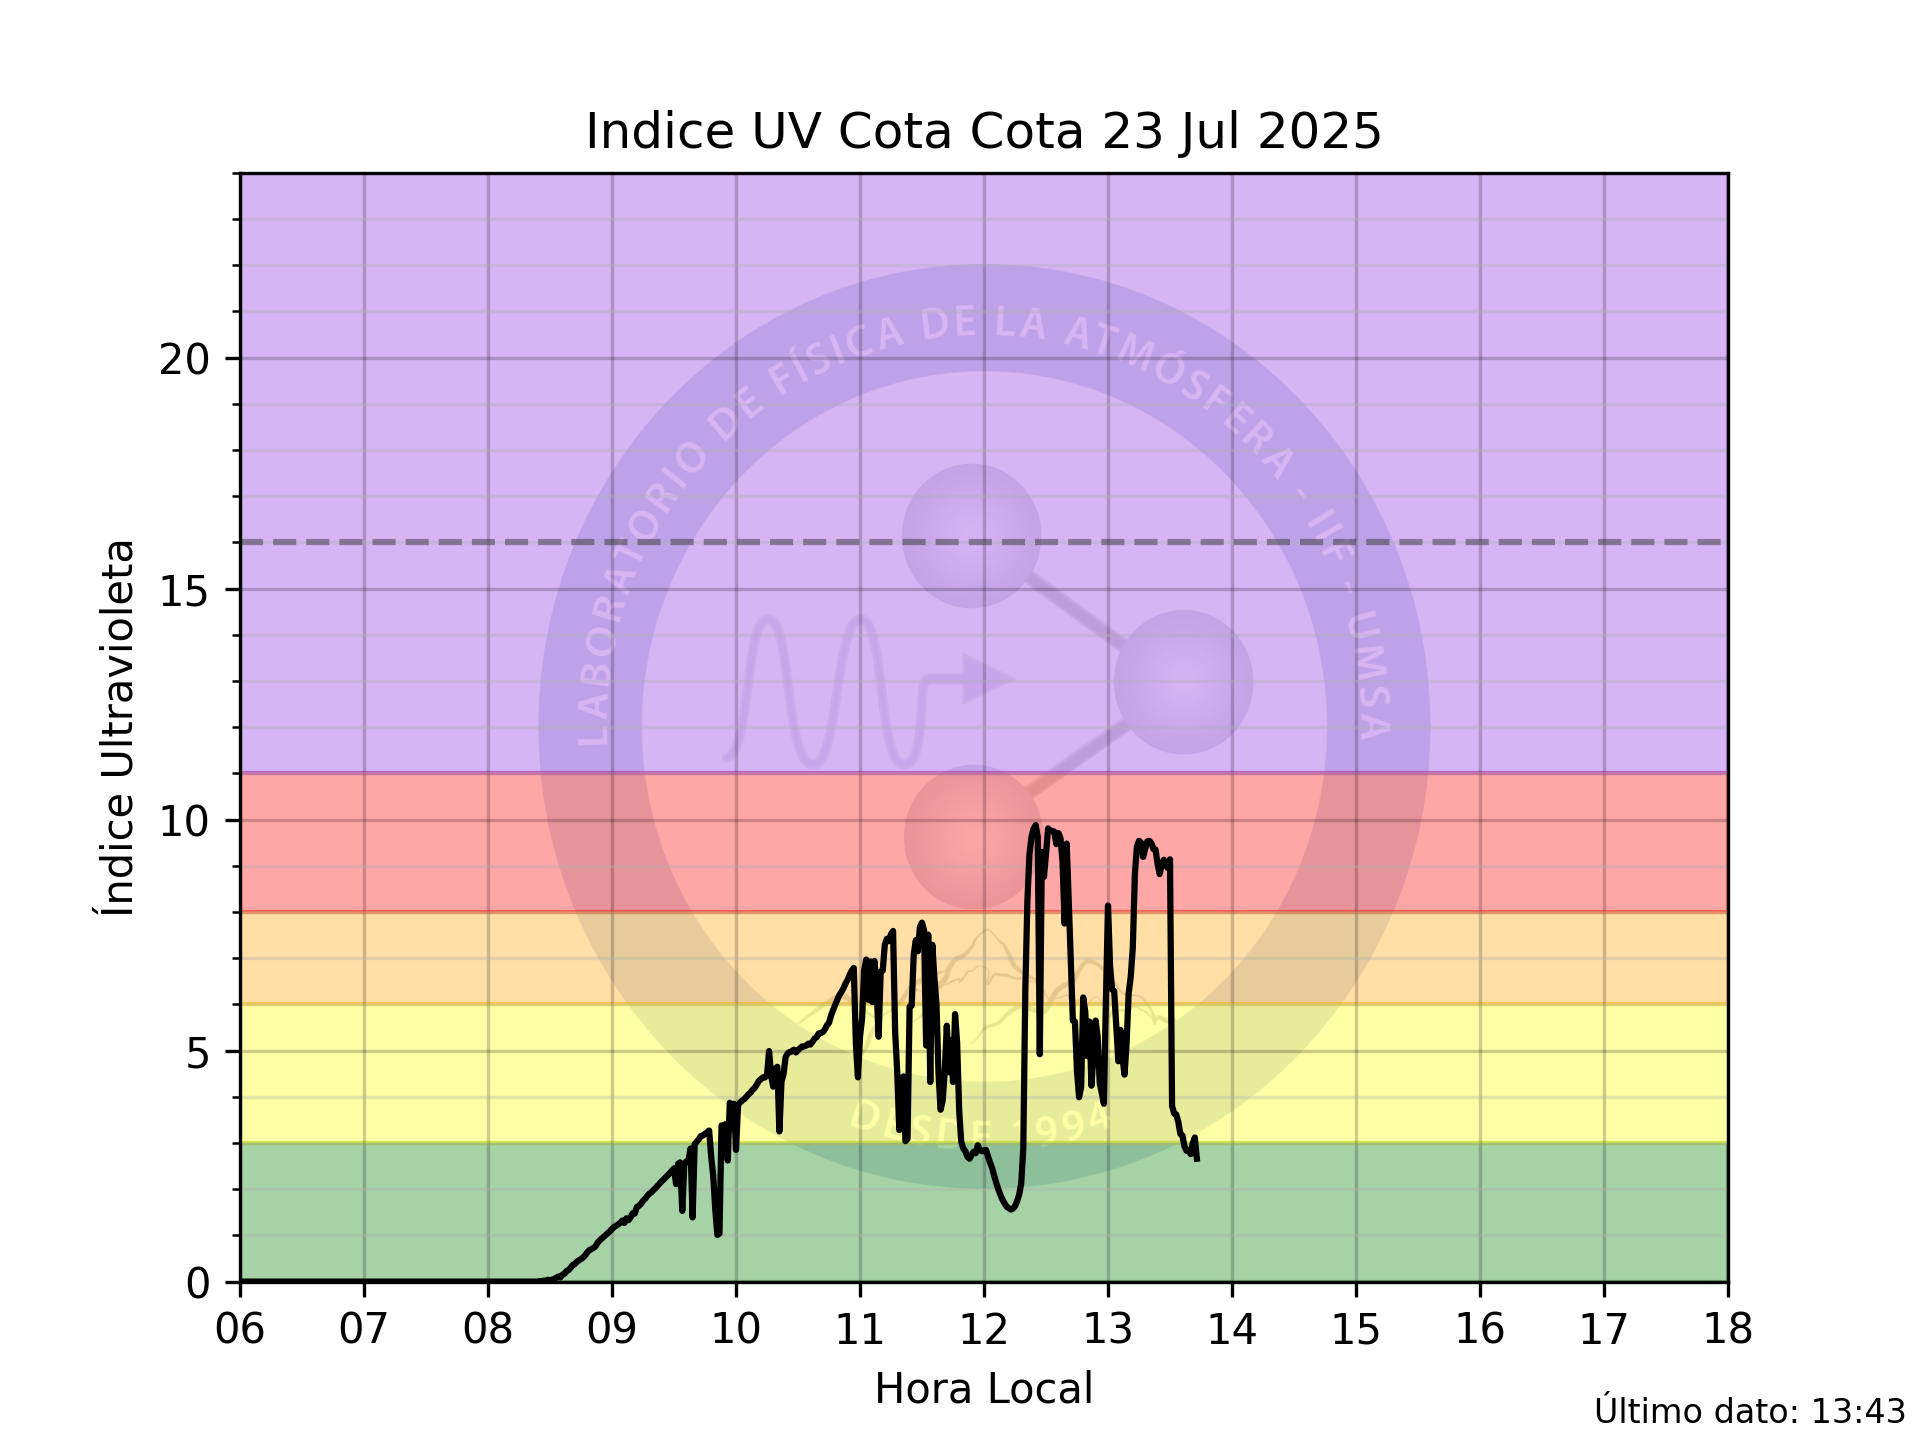 Indice UV Cota Cota 23 Jul 2025
Índice Ultravioleta
20
15
10
5
0
LABORATORIO DE FÍSICA DE LA ATMÓSFERA - IIF - UMSA
DESDE 1994
06 07 08 09 10 11 12 13 14 15 16 17 18
Hora Local
Último dato: 13:43